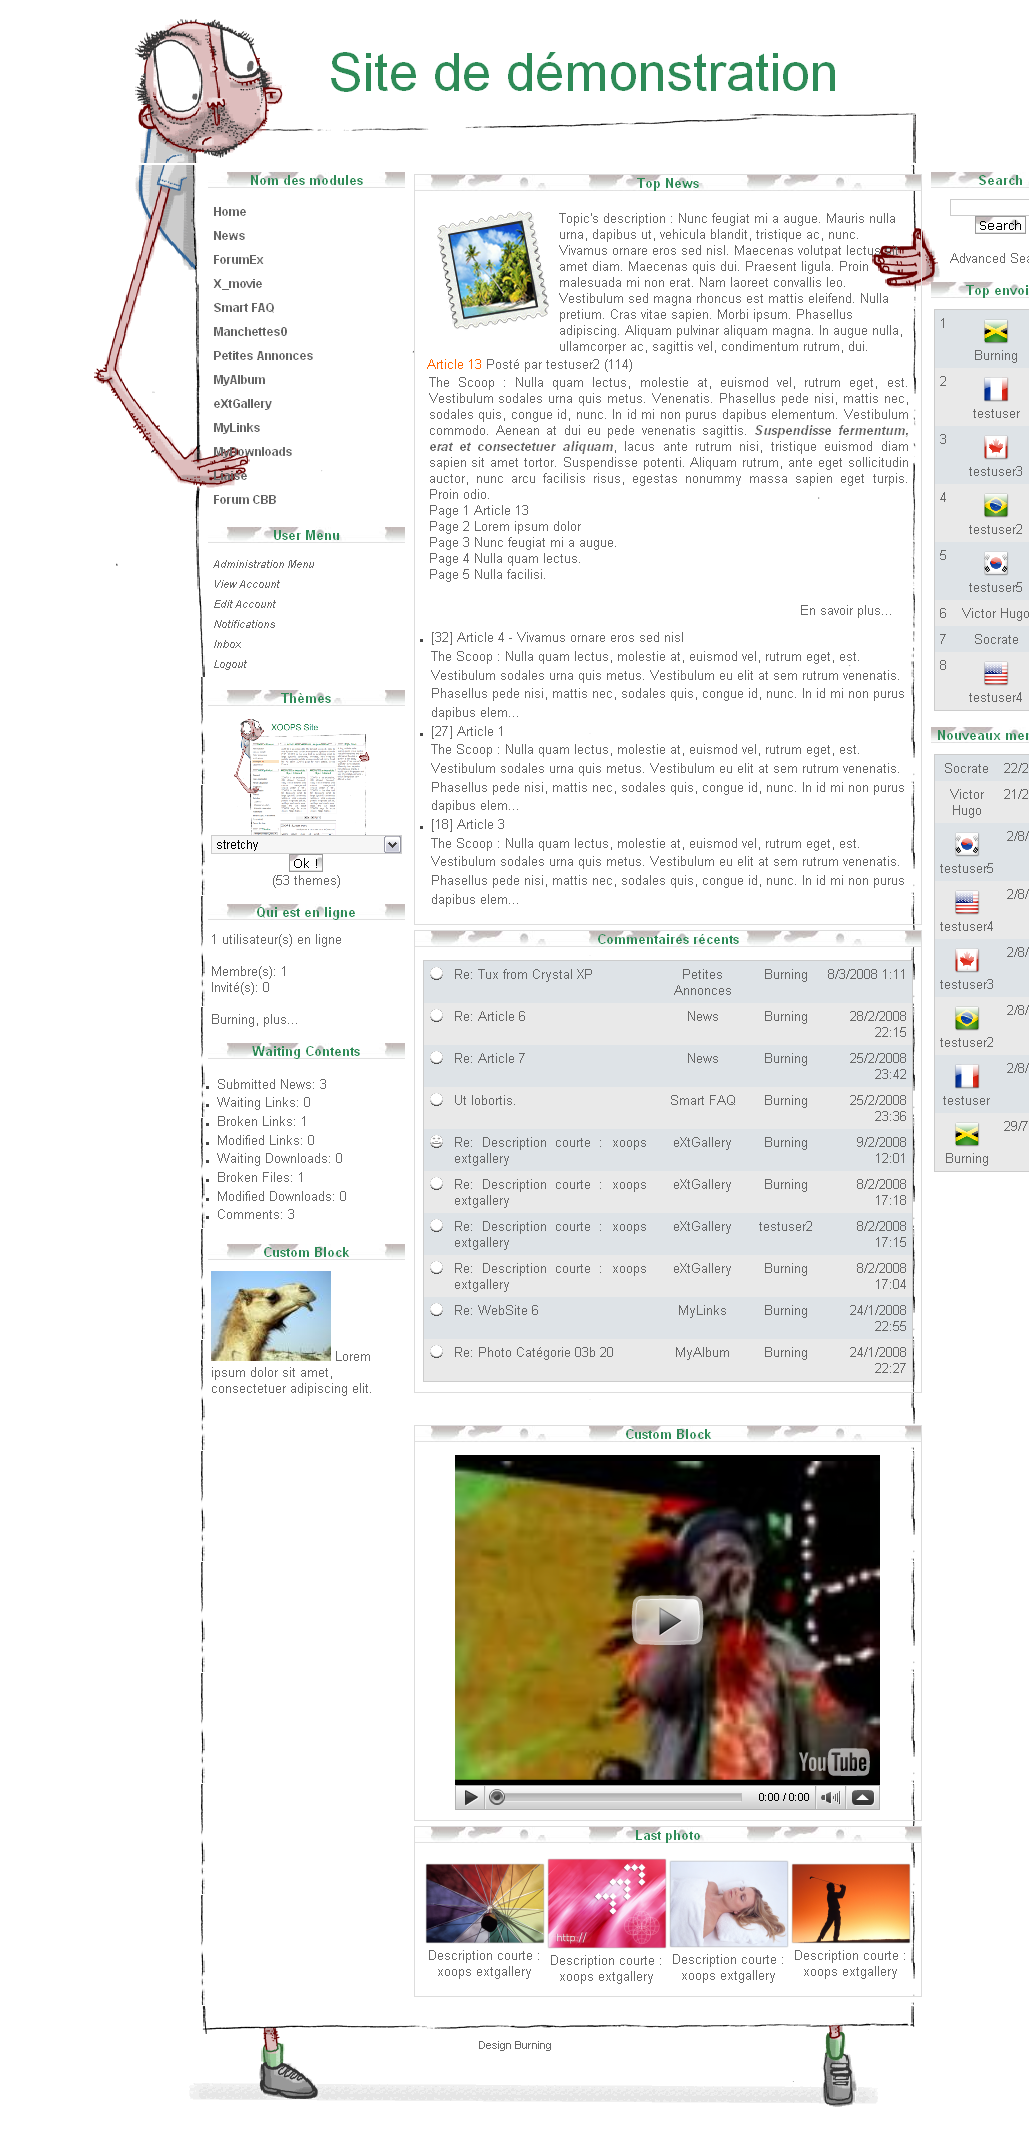 Site de démonstration
Nom des modules
Home
News
ForumEx
X_movie
Smart FAQ
Manchettes0
Petites Annonces
MyAlbum
eXtGallery
MyLinks
MyDownloads
Forum CBB
User Menu
Administration Menu
View Account
Edit Account
Notifications
Inbox
Logout
Thèmes
XOOPS Site
stretchy
Ok !
(53 themes)
Qui est en ligne
1 utilisateur(s) en ligne
Membre(s): 1
Invité(s): 0
Burning, plus...
Waiting Contents
Submitted News: 3
Waiting Links: 0
Broken Links: 1
Modified Links: 0
Waiting Downloads: 0
Broken Files: 1
Modified Downloads: 0
Comments: 3
Custom Block
Lorem
ipsum dolor sit amet,
consectetuer adipiscing elit.
Top News
Topic's description : Nunc feugiat mi a augue. Mauris nulla
urna, dapibus ut, vehicula blandit, tristique ac, nunc.
Vivamus ornare eros sed nisl. Maecenas volutpat lectus
amet diam. Maecenas quis dui. Praesent ligula. Proin
malesuada mi non erat. Nam laoreet convallis leo.
Vestibulum sed magna rhoncus est mattis eleifend. Nulla
pretium. Cras vitae sapien. Morbi ipsum. Phasellus
adipiscing. Aliquam pulvinar aliquam magna. In augue nulla,
ullamcorper ac, sagittis vel, condimentum rutrum, dui.
Article 13 Posté par testuser2 (114)
The Scoop : Nulla quam lectus, molestie at, euismod vel, rutrum eget, est.
Vestibulum sodales urna quis metus. Venenatis. Phasellus pede nisi, mattis nec,
sodales quis, congue id, nunc. In id mi non purus dapibus elementum. Vestibulum
commodo. Aenean at dui eu pede venenatis sagittis. Suspendisse fermentum,
erat et consectetuer aliquam, lacus ante rutrum nisi, tristique euismod diam
sapien sit amet tortor. Suspendisse potenti. Aliquam rutrum, ante eget sollicitudin
auctor, nunc arcu facilisis risus, egestas nonummy massa sapien eget turpis.
Proin odio.
Page 1 Article 13
Page 2 Lorem ipsum dolor
Page 3 Nunc feugiat mi a augue.
Page 4 Nulla quam lectus.
Page 5 Nulla facilisi.
En savoir plus...
[32] Article 4 - Vivamus ornare eros sed nisl
The Scoop : Nulla quam lectus, molestie at, euismod vel, rutrum eget, est.
Vestibulum sodales urna quis metus. Vestibulum eu elit at sem rutrum venenatis.
Phasellus pede nisi, mattis nec, sodales quis, congue id, nunc. In id mi non purus
dapibus elem...
[27] Article 1
The Scoop : Nulla quam lectus, molestie at, euismod vel, rutrum eget, est.
Vestibulum sodales urna quis metus. Vestibulum eu elit at sem rutrum venenatis.
Phasellus pede nisi, mattis nec, sodales quis, congue id, nunc. In id mi non purus
dapibus elem...
[18] Article 3
The Scoop : Nulla quam lectus, molestie at, euismod vel, rutrum eget, est.
Vestibulum sodales urna quis metus. Vestibulum eu elit at sem rutrum venenatis.
Phasellus pede nisi, mattis nec, sodales quis, congue id, nunc. In id mi non purus
dapibus elem...
Commentaires récents
Re: Tux from Crystal XP Petites Annonces Burning 8/3/2008 1:11
Re: Article 6 News Burning 28/2/2008 22:15
Re: Article 7 News Burning 25/2/2008 23:42
Ut lobortis. Smart FAQ Burning 25/2/2008 23:36
Re: Description courte : xoops extgallery eXtGallery Burning 9/2/2008 12:01
Re: Description courte : xoops extgallery eXtGallery Burning 8/2/2008 17:18
Re: Description courte : xoops extgallery eXtGallery testuser2 8/2/2008 17:15
Re: Description courte : xoops extgallery eXtGallery Burning 8/2/2008 17:04
Re: WebSite 6 MyLinks Burning 24/1/2008 22:55
Re: Photo Catégorie 03b 20 MyAlbum Burning 24/1/2008 22:27
Custom Block
YouTube
0:00 / 0:00
Last photo
http://
Description courte :
xoops extgallery
Description courte :
xoops extgallery
Description courte :
xoops extgallery
Description courte :
xoops extgallery
Search
Search
Advanced Sea
Top envoi
1
Burning
2
testuser
3
testuser3
4
testuser2
5
testuser5
6 Victor Hugo
7 Socrate
8
testuser4
Nouveaux mem
Socrate 22/2
Victor Hugo 21/2
2/8/
testuser5
2/8/
testuser4
2/8/
testuser3
2/8/
testuser2
2/8/
testuser
29/7
Burning
Design Burning